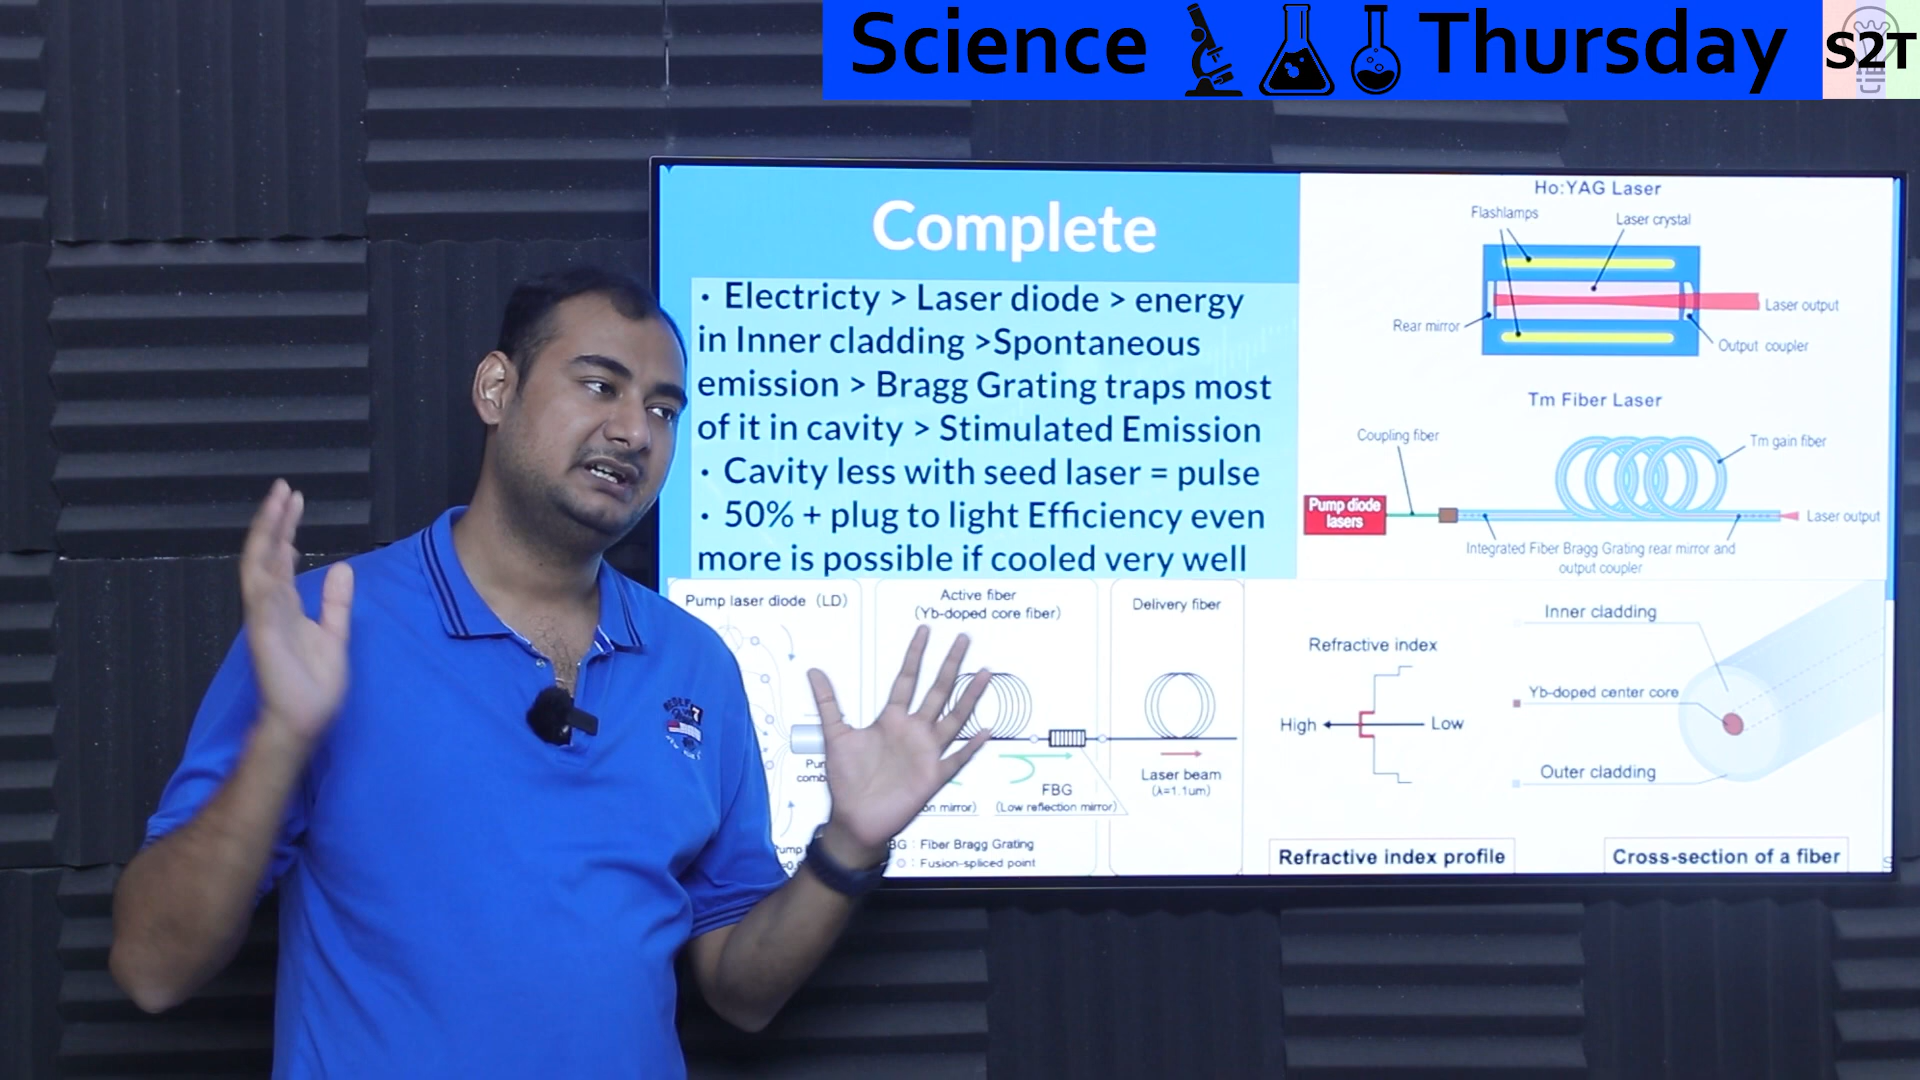 Science Thursday
S2T
Complete
• Electricty > Laser diode > energy
in Inner cladding >Spontaneous
emission > Bragg Grating traps most
of it in cavity > Stimulated Emission
• Cavity less with seed laser = pulse
• 50% + plug to light Efficiency even
more is possible if cooled very well
Ho:YAG Laser
Flashlamps
Laser crystal
Laser output
Rear mirror
Output coupler
Tm Fiber Laser
Coupling fiber
Tm gain fiber
Pump diode
lasers
Laser output
Integrated Fiber Bragg Grating rear mirror and
output coupler
Pump laser diode (LD)
Active fiber
(Yb-doped core fiber)
Delivery fiber
FBG
(Low reflection mirror)
mirror)
Laser beam
(λ=1.1um)
: Fiber Bragg Grating
: Fusion-spliced point
Refractive index
High
Low
Refractive index profile
Inner cladding
Yb-doped center core
Outer cladding
Cross-section of a fiber
7